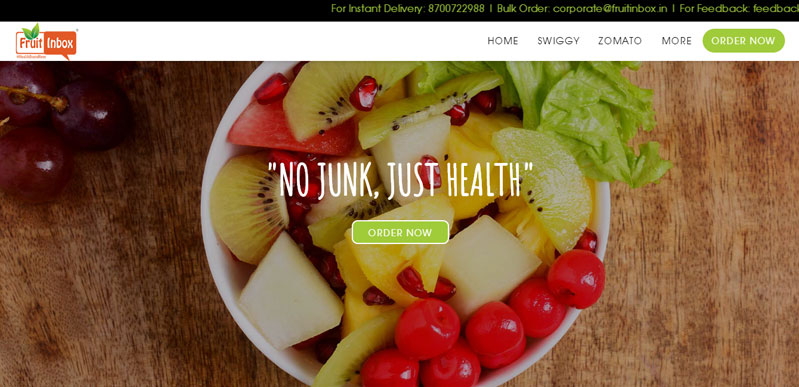 For Instant Delivery: 8700722988 | Bulk Order: corporate@fruitinbox.in | For Feedback: feedbac
Fruit Inbox
HOME SWIGGY ZOMATO MORE ORDER NOW
"NO JUNK, JUST HEALTH"
ORDER NOW